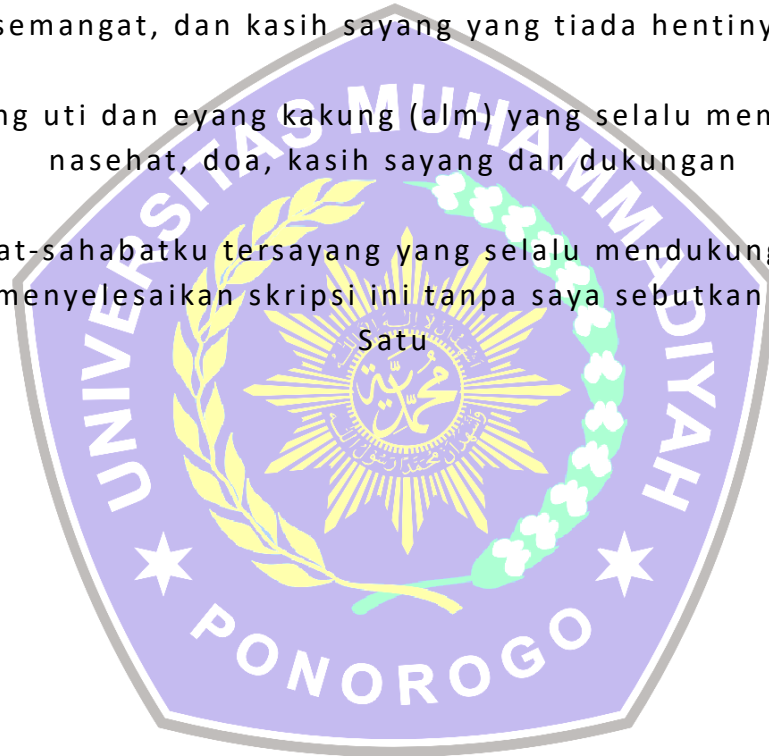 semangat, dan kasih sayang yang tiada hentiny
ng uti dan eyang kakung (alm) yang selalu men
nasehat, doa, kasih sayang dan dukungan
at-sahabatku tersayang yang selalu mendukung
menyelesaikan skripsi ini tanpa saya sebutkan
Satu
UNIVERSITAS MUHAMMADIYAH
محمدية
PONOROGO